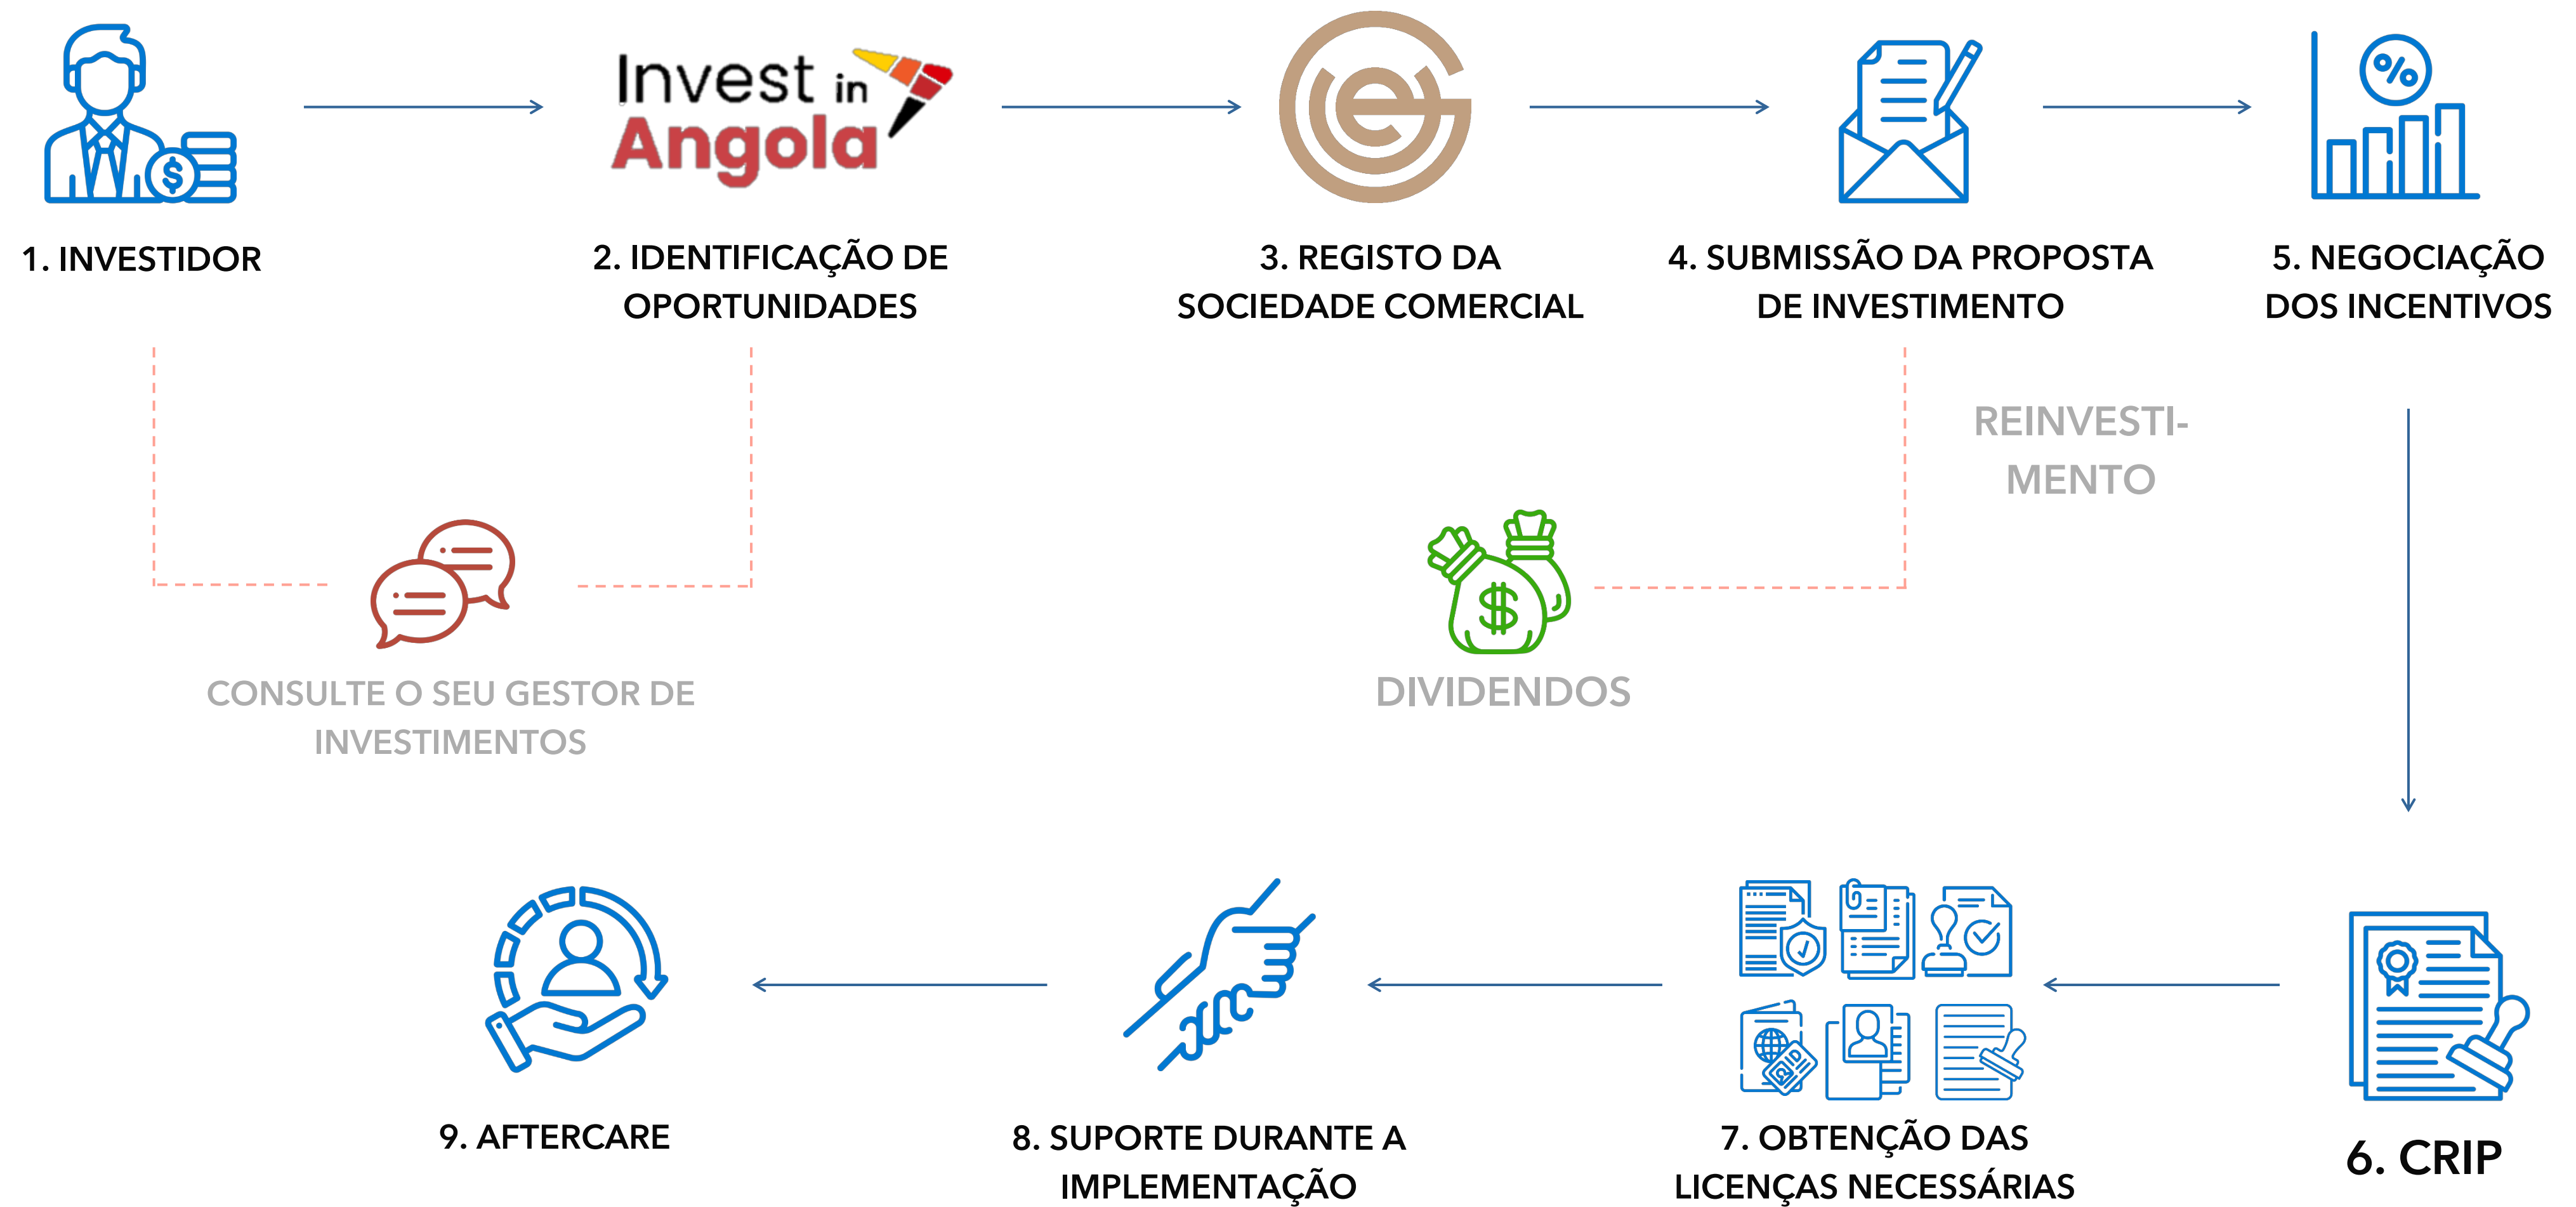 Invest in
Angola
1. INVESTIDOR
2. IDENTIFICAÇÃO DE
OPORTUNIDADES
3. REGISTO DA
SOCIEDADE COMERCIAL
4. SUBMISSÃO DA PROPOSTA
DE INVESTIMENTO
5. NEGOCIAÇÃO
DOS INCENTIVOS
REINVESTI-
MENTO
CONSULTE O SEU GESTOR DE
INVESTIMENTOS
DIVIDENDOS
ID
9. AFTERCARE
8. SUPORTE DURANTE A
IMPLEMENTAÇÃO
7. OBTENÇÃO DAS
LICENÇAS NECESSÁRIAS
6. CRIP